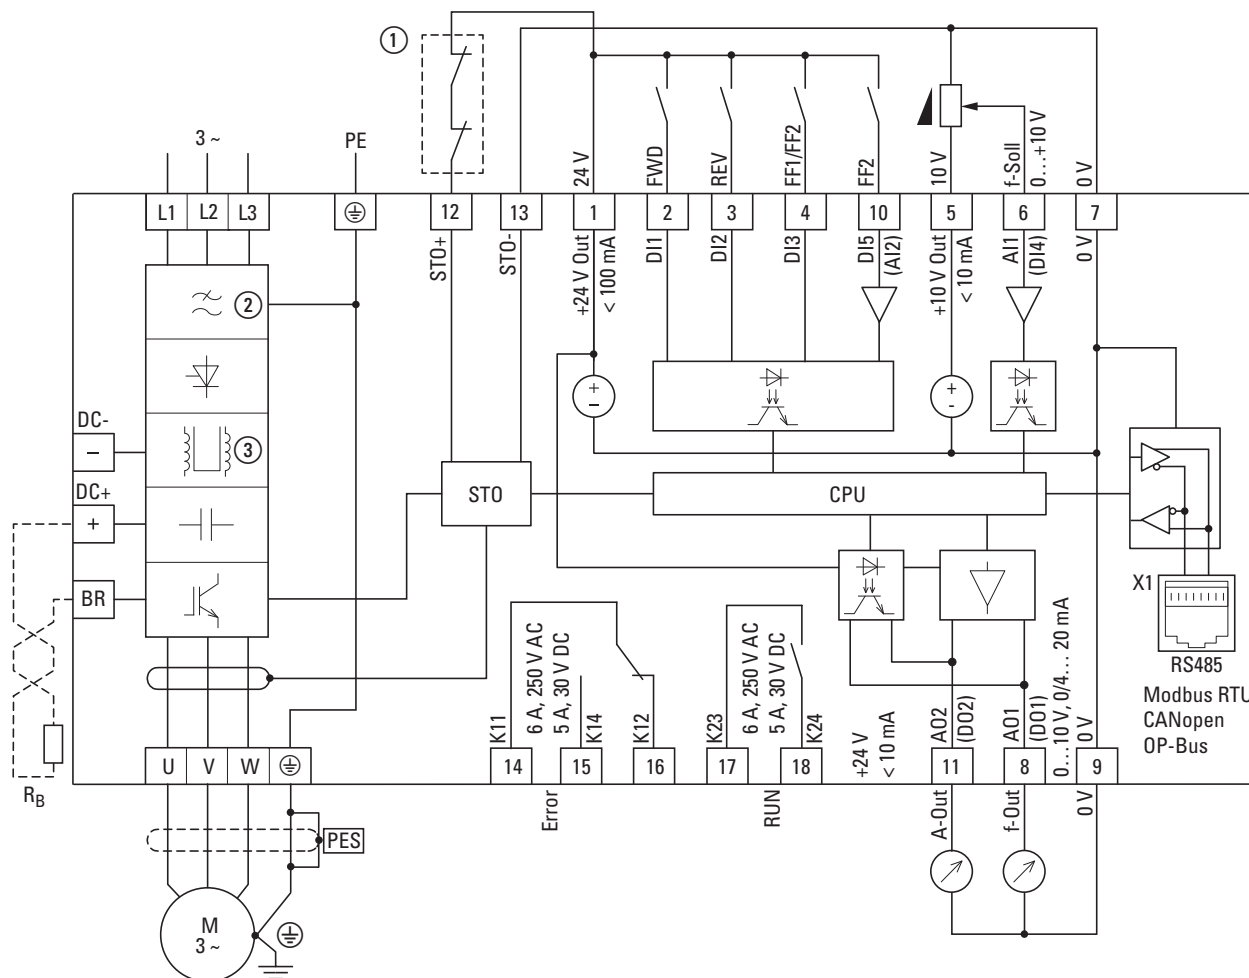 ①
3 ~
PE
24 V
FWD
REV
FF1/FF2
FF2
10 V
f-Soll
0…+10 V
0 V
L1 L2 L3
12 13 1 2 3 4 10 5 6 7
STO+
STO-
+24 V Out
< 100 mA
DI1
DI2
DI3
DI5
(AI2)
+10 V Out
< 10 mA
AI1
(DI4)
0 V
②
+
−
+
-
DC-
−
③
DC+
+
STO
CPU
BR
X1
RS485
Modbus RTU
CANopen
OP-Bus
K11
6 A, 250 V AC
5 A, 30 V DC
K14
K12
K23
6 A, 250 V AC
5 A, 30 V DC
K24
+24 V
< 10 mA
AO2
(DO2)
AO1
(DO1)
0…10 V, 0/4… 20 mA
0 V
U V W
14 15 16 17 18 11 8 9
RB
Error
RUN
A-Out
f-Out
0 V
PES
M
3 ~